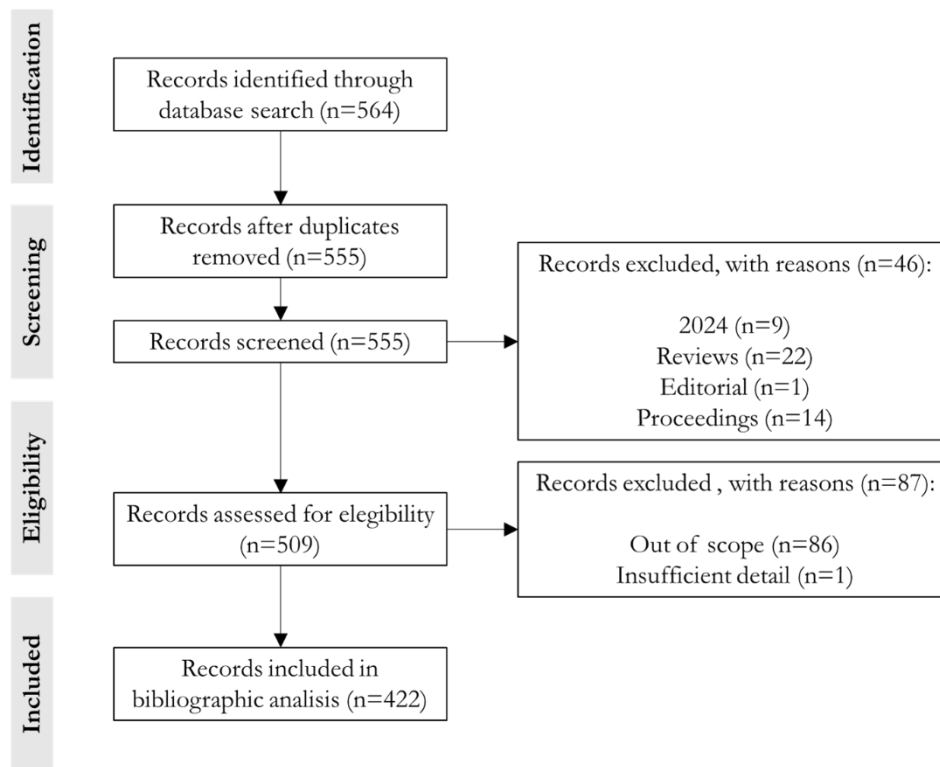 Identification
Records identified through
database search (n=564)
Screening
Records after duplicates
removed (n=555)
Records screened (n=555)
Records excluded, with reasons (n=46):
2024 (n=9)
Reviews (n=22)
Editorial (n=1)
Proceedings (n=14)
Eligibility
Records assessed for elegibility
(n=509)
Records excluded , with reasons (n=87):
Out of scope (n=86)
Insufficient detail (n=1)
Included
Records included in
bibliographic analisis (n=422)